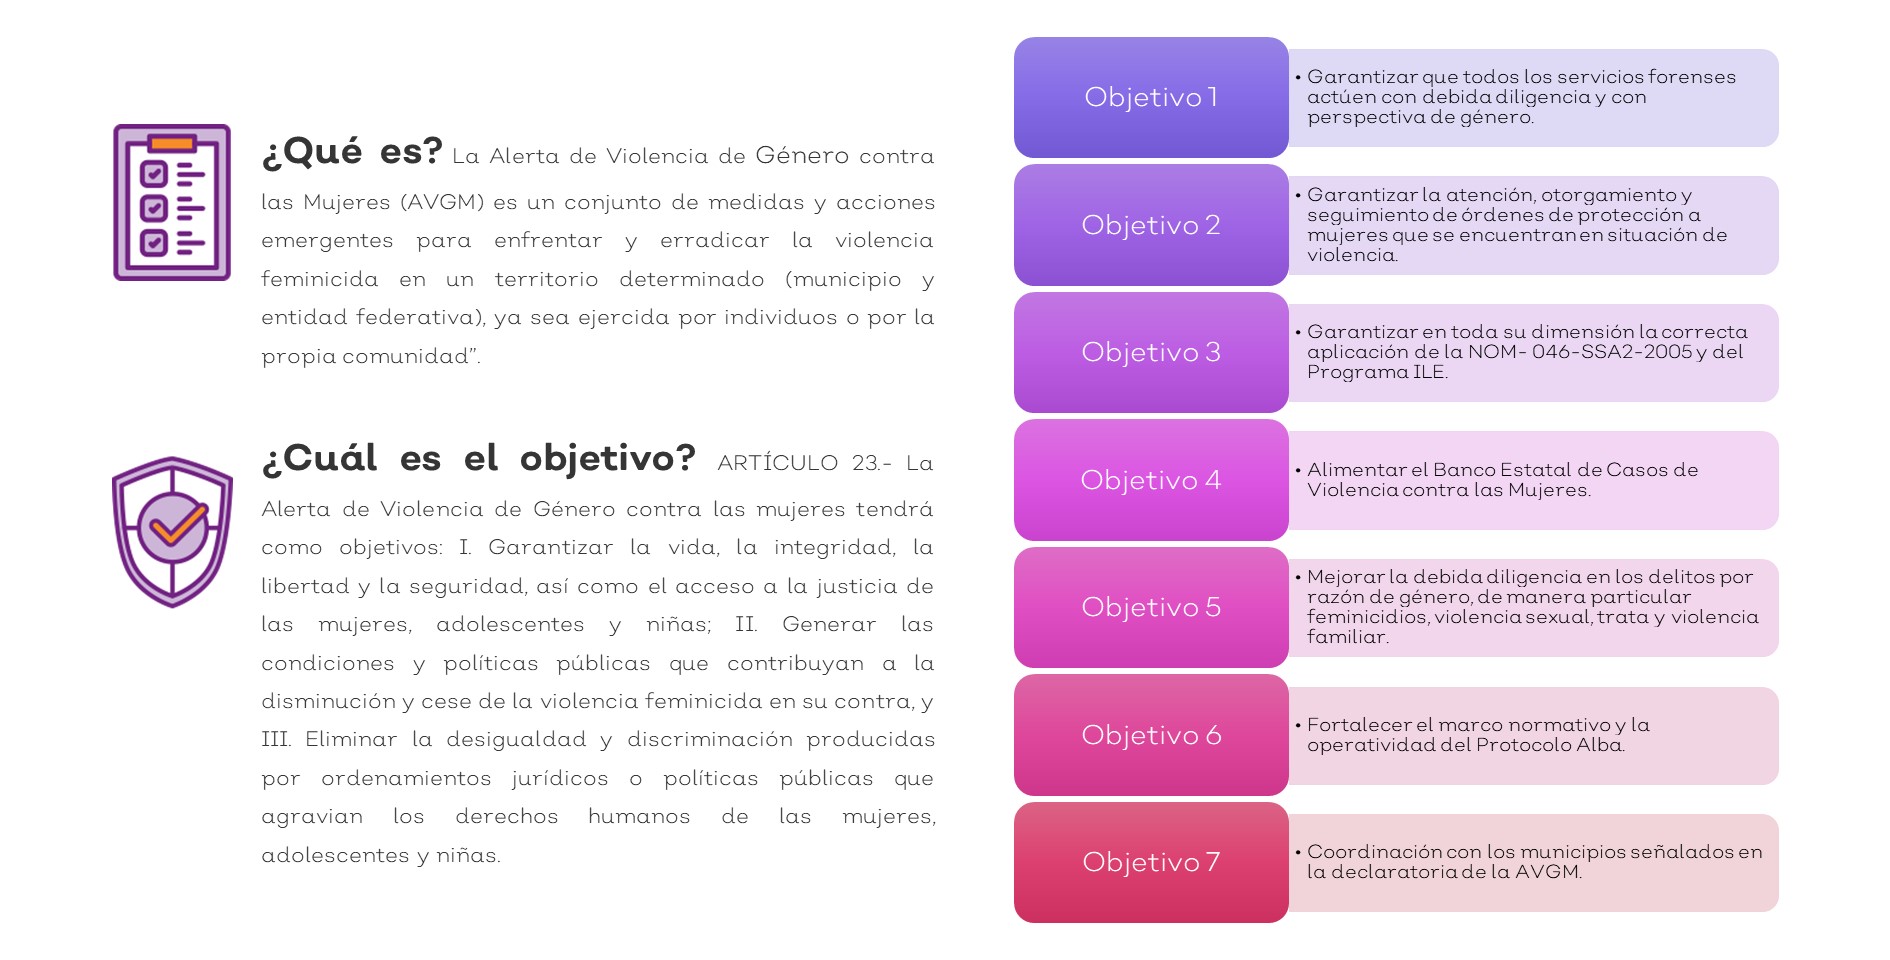 ¿Qué es? La Alerta de Violencia de Género contra
las Mujeres (AVGM) es un conjunto de medidas y acciones
emergentes para enfrentar y erradicar la violencia
feminicida en un territorio determinado (municipio y
entidad federativa), ya sea ejercida por individuos o por la
propia comunidad”.
¿Cuál es el objetivo? ARTÍCULO 23.- La
Alerta de Violencia de Género contra las mujeres tendrá
como objetivos: I. Garantizar la vida, la integridad, la
libertad y la seguridad, así como el acceso a la justicia de
las mujeres, adolescentes y niñas; II. Generar las
condiciones y políticas públicas que contribuyan a la
disminución y cese de la violencia feminicida en su contra, y
III. Eliminar la desigualdad y discriminación producidas
por ordenamientos jurídicos o políticas públicas que
agravian los derechos humanos de las mujeres,
adolescentes y niñas.
Objetivo 1
• Garantizar que todos los servicios forenses
actúen con debida diligencia y con
perspectiva de género.
Objetivo 2
• Garantizar la atención, otorgamiento y
seguimiento de órdenes de protección a
mujeres que se encuentran en situación de
violencia.
Objetivo 3
• Garantizar en toda su dimensión la correcta
aplicación de la NOM- 046-SSA2-2005 y del
Programa ILE.
Objetivo 4
• Alimentar el Banco Estatal de Casos de
Violencia contra las Mujeres.
Objetivo 5
• Mejorar la debida diligencia en los delitos por
razón de género, de manera particular
feminicidios, violencia sexual, trata y violencia
familiar.
Objetivo 6
• Fortalecer el marco normativo y la
operatividad del Protocolo Alba.
Objetivo 7
• Coordinación con los municipios señalados en
la declaratoria de la AVGM.